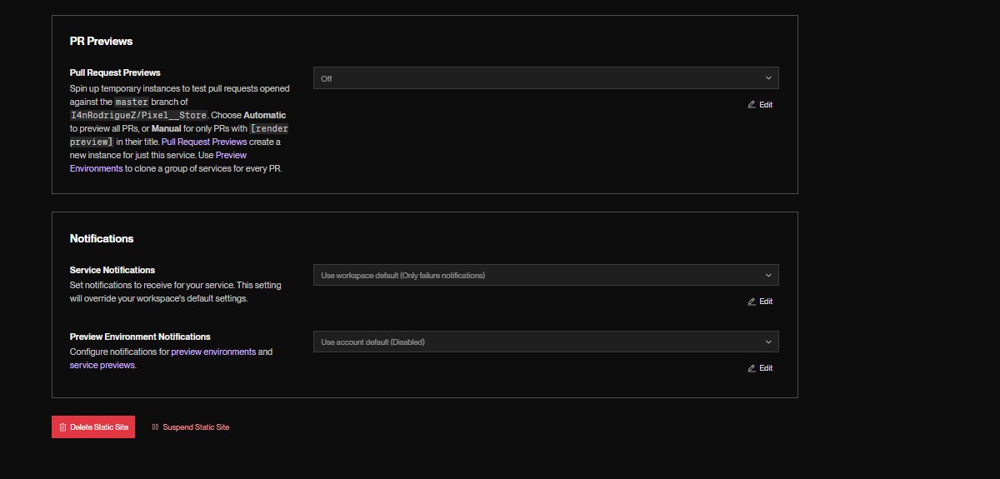 PR Previews
Pull Request Previews
Spin up temporary instances to test pull requests opened
against the master branch of
I4nRodrigueZ/Pixel__Store. Choose Automatic
to preview all PRs, or Manual for only PRs with [render
preview] in their title. Pull Request Previews create a
new instance for just this service. Use Preview
Environments to clone a group of services for every PR.
Off
Edit
Notifications
Service Notifications
Set notifications to receive for your service. This setting
will override your workspace's default settings.
Use workspace default (Only failure notifications)
Edit
Preview Environment Notifications
Configure notifications for preview environments and
service previews.
Use account default (Disabled)
Edit
Delete Static Site
Suspend Static Site